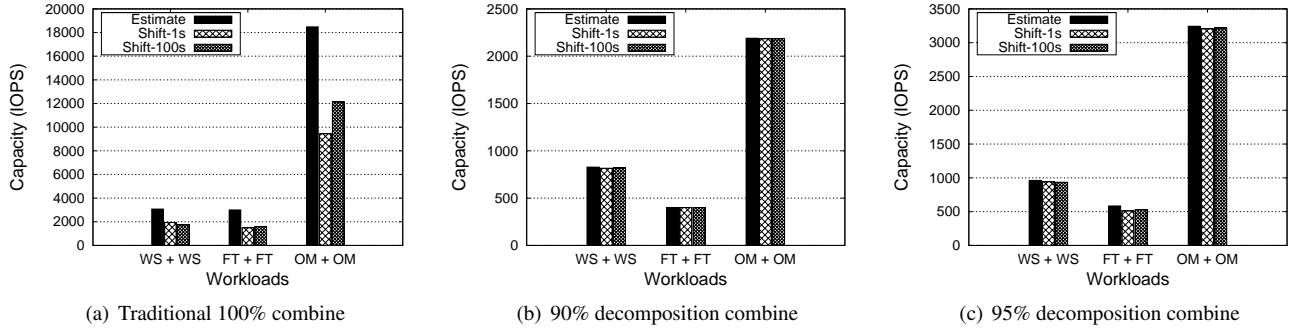 20000
18000
16000
14000
12000
10000
8000
6000
4000
2000
0
Capacity (IOPS)
Estimate
Shift-1s
Shift-100s
WS + WS FT + FT OM + OM
Workloads
(a) Traditional 100% combine
2500
2000
1500
1000
500
0
Capacity (IOPS)
Estimate
Shift-1s
Shift-100s
WS + WS FT + FT OM + OM
Workloads
(b) 90% decomposition combine
3500
3000
2500
2000
1500
1000
500
0
Capacity (IOPS)
Estimate
Shift-1s
Shift-100s
WS + WS FT + FT OM + OM
Workloads
(c) 95% decomposition combine